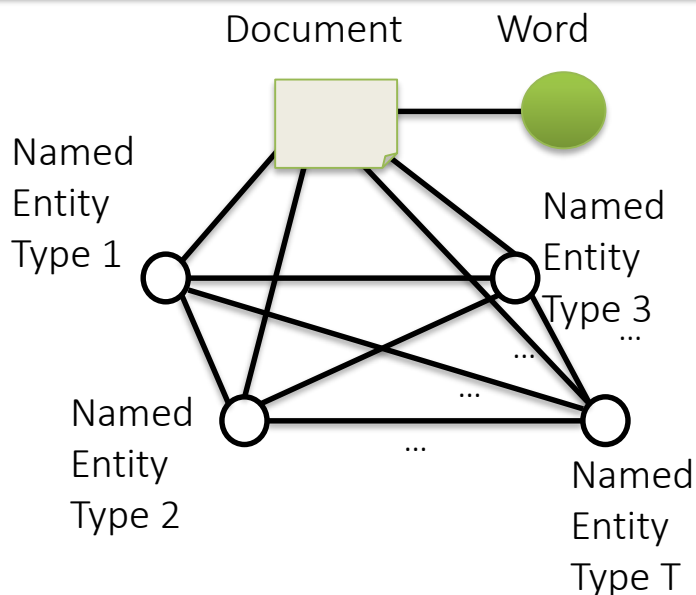 Document
Word
Named
Entity
Type 1
Named
Entity
Type 3
...
...
...
...
Named
Entity
Type 2
Named
Entity
Type T